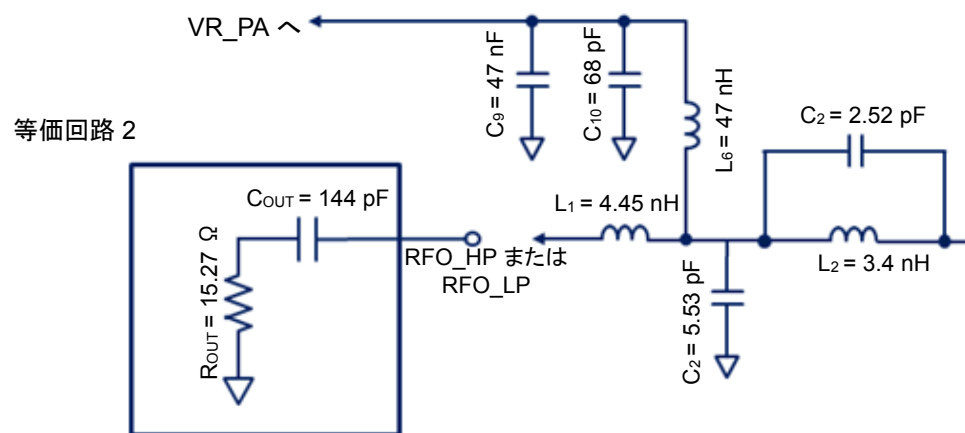 VR_PA へ
C9 = 47 nF
C10 = 68 pF
L6 = 47 nH
C2 = 2.52 pF
等価回路 2
COUT = 144 pF
L1 = 4.45 nH
RFO_HP または
RFO_LP
L2 = 3.4 nH
ROUT = 15.27 Ω
C2 = 5.53 pF